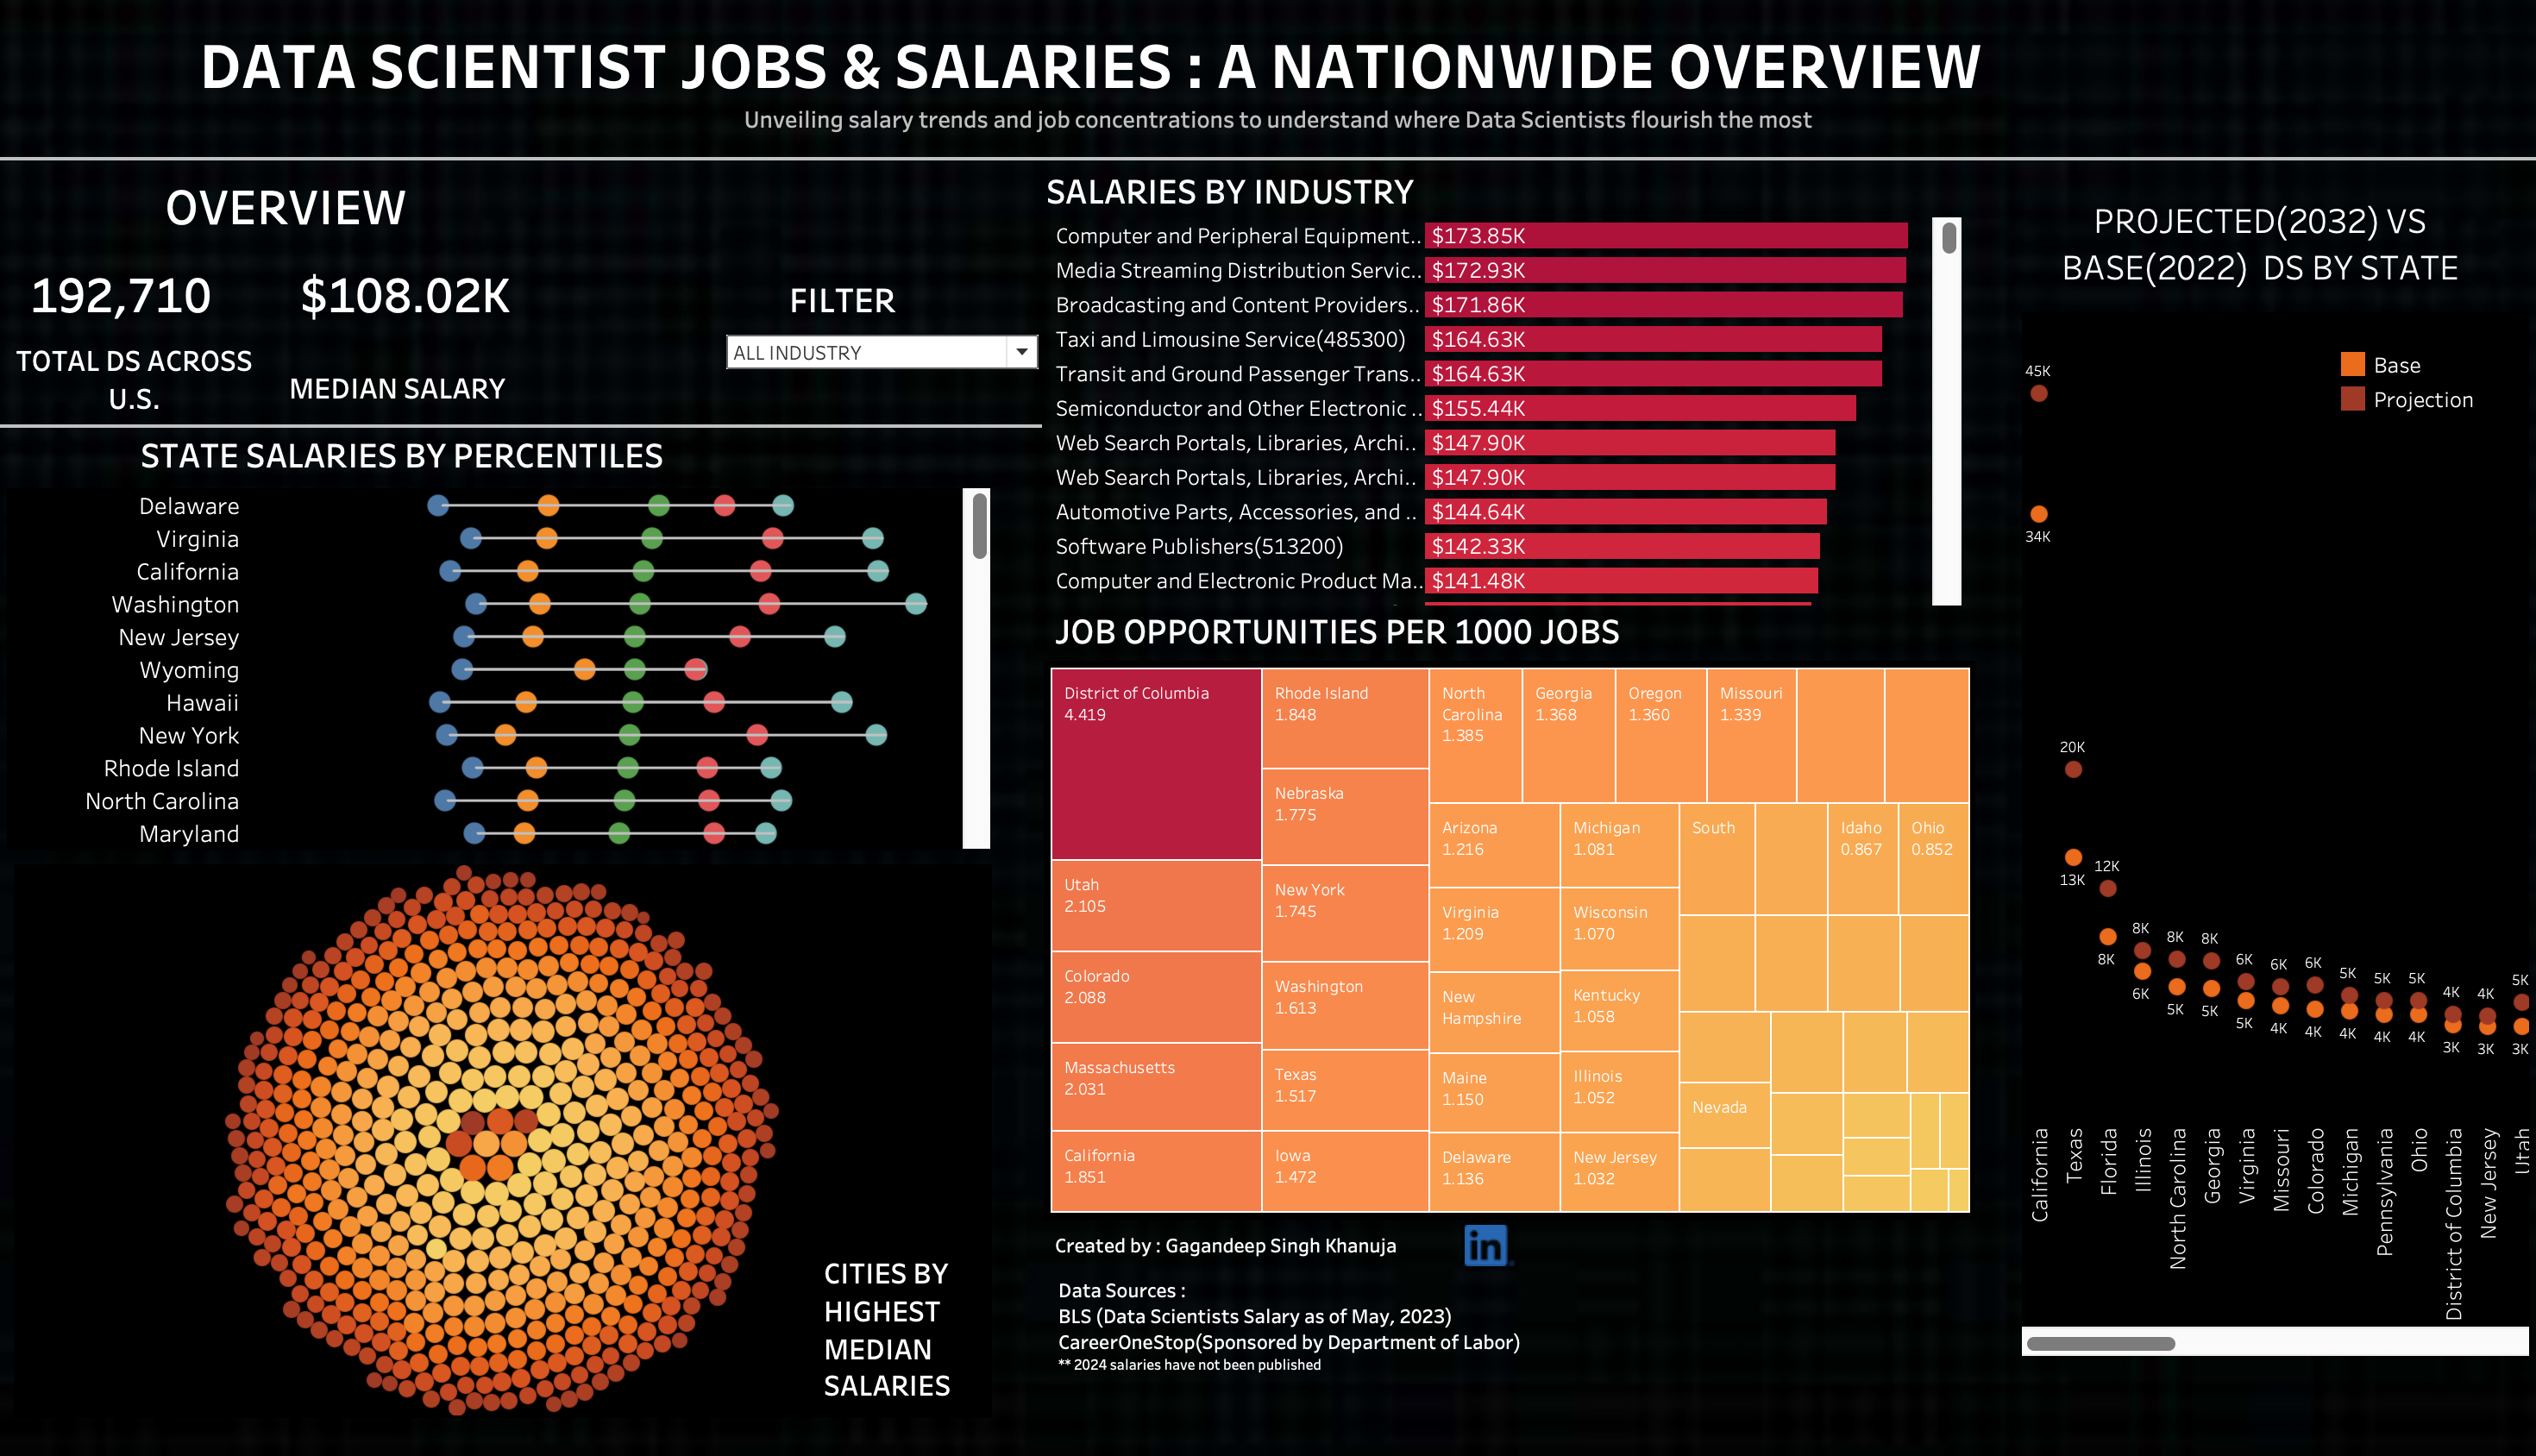 DATA SCIENTIST JOBS & SALARIES : A NATIONWIDE OVERVIEW
Unveiling salary trends and job concentrations to understand where Data Scientists flourish the most
OVERVIEW
192,710
TOTAL DS ACROSS
U.S.
$108.02K
MEDIAN SALARY
FILTER
ALL INDUSTRY
STATE SALARIES BY PERCENTILES
Delaware
Virginia
California
Washington
New Jersey
Wyoming
Hawaii
New York
Rhode Island
North Carolina
Maryland
CITIES BY
HIGHEST
MEDIAN
SALARIES
SALARIES BY INDUSTRY
Computer and Peripheral Equipment.. $173.85K
Media Streaming Distribution Servic.. $172.93K
Broadcasting and Content Providers.. $171.86K
Taxi and Limousine Service(485300) $164.63K
Transit and Ground Passenger Trans.. $164.63K
Semiconductor and Other Electronic .. $155.44K
Web Search Portals, Libraries, Archi.. $147.90K
Web Search Portals, Libraries, Archi.. $147.90K
Automotive Parts, Accessories, and .. $144.64K
Software Publishers(513200) $142.33K
Computer and Electronic Product Ma.. $141.48K
JOB OPPORTUNITIES PER 1000 JOBS
District of Columbia
4.419
Utah
2.105
Colorado
2.088
Massachusetts
2.031
California
1.851
Rhode Island
1.848
Nebraska
1.775
New York
1.745
Washington
1.613
Texas
1.517
Iowa
1.472
North
Carolina
1.385
Georgia
1.368
Oregon
1.360
Missouri
1.339
Arizona
1.216
Virginia
1.209
New
Hampshire
Maine
1.150
Delaware
1.136
Michigan
1.081
Wisconsin
1.070
Kentucky
1.058
Illinois
1.052
New Jersey
1.032
South
Idaho
0.867
Ohio
0.852
Nevada
Created by : Gagandeep Singh Khanuja
in
Data Sources :
BLS (Data Scientists Salary as of May, 2023)
CareerOneStop(Sponsored by Department of Labor)
** 2024 salaries have not been published
PROJECTED(2032) VS
BASE(2022) DS BY STATE
Base
Projection
45K
34K
20K
13K
12K
8K
8K
6K
8K
5K
8K
5K
6K
5K
6K
4K
6K
4K
5K
4K
5K
4K
5K
4K
4K
3K
4K
3K
5K
3K
California
Texas
Florida
Illinois
North Carolina
Georgia
Virginia
Missouri
Colorado
Michigan
Pennsylvania
Ohio
District of Columbia
New Jersey
Utah